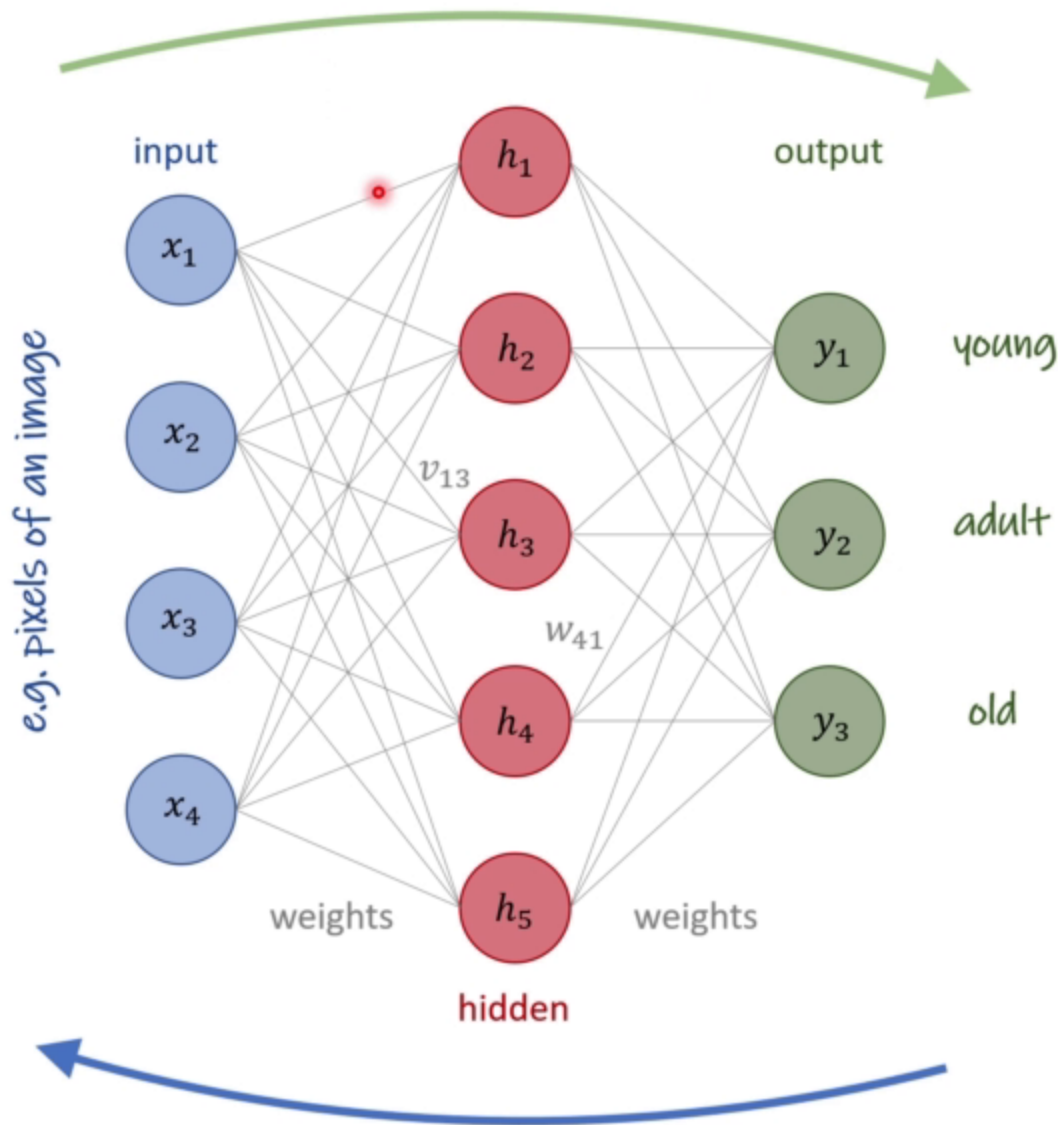 input
output
x₁
x₂
x₃
x₄
e.g. pixels of an image
h₁
h₂
h₃
h₄
h₅
v₁₃
w₄₁
y₁
y₂
y₃
young
adult
old
weights
weights
hidden